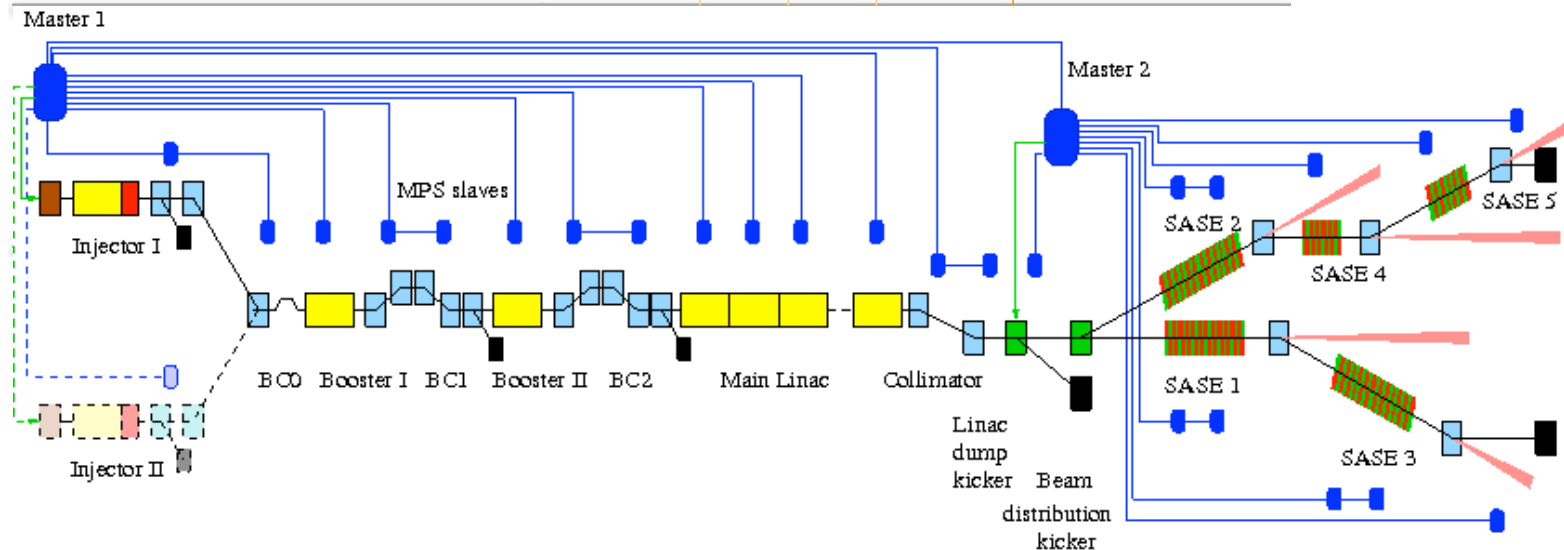 Master 1
Master 2
MPS slaves
Injector I
SASE 2
SASE 5
SASE 4
BC0
Booster I
BC1
Booster II
BC2
Main Linac
Collimator
SASE 1
Linac
dump
kicker
Beam
distribution
kicker
SASE 3
Injector II